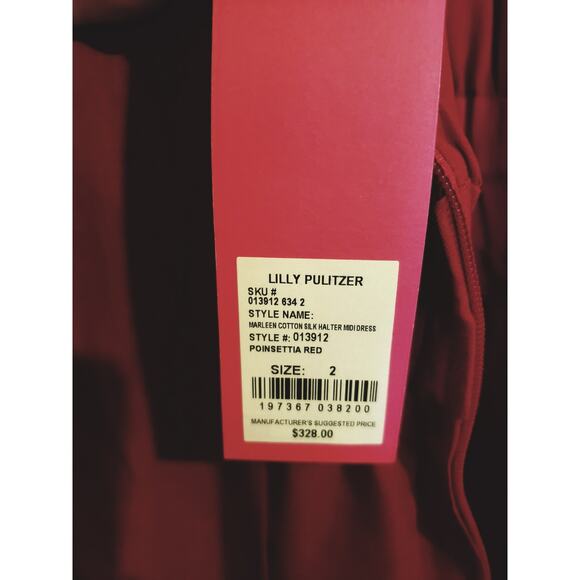 LILLY PULITZER
SKU #
013912 634 2
STYLE NAME:
MARLEEN COTTON SILK HALTER MIDI DRESS
STYLE #: 013912
POINSETTIA RED
SIZE: 2
197367 038200
MANUFACTURER'S SUGGESTED PRICE
$328.00